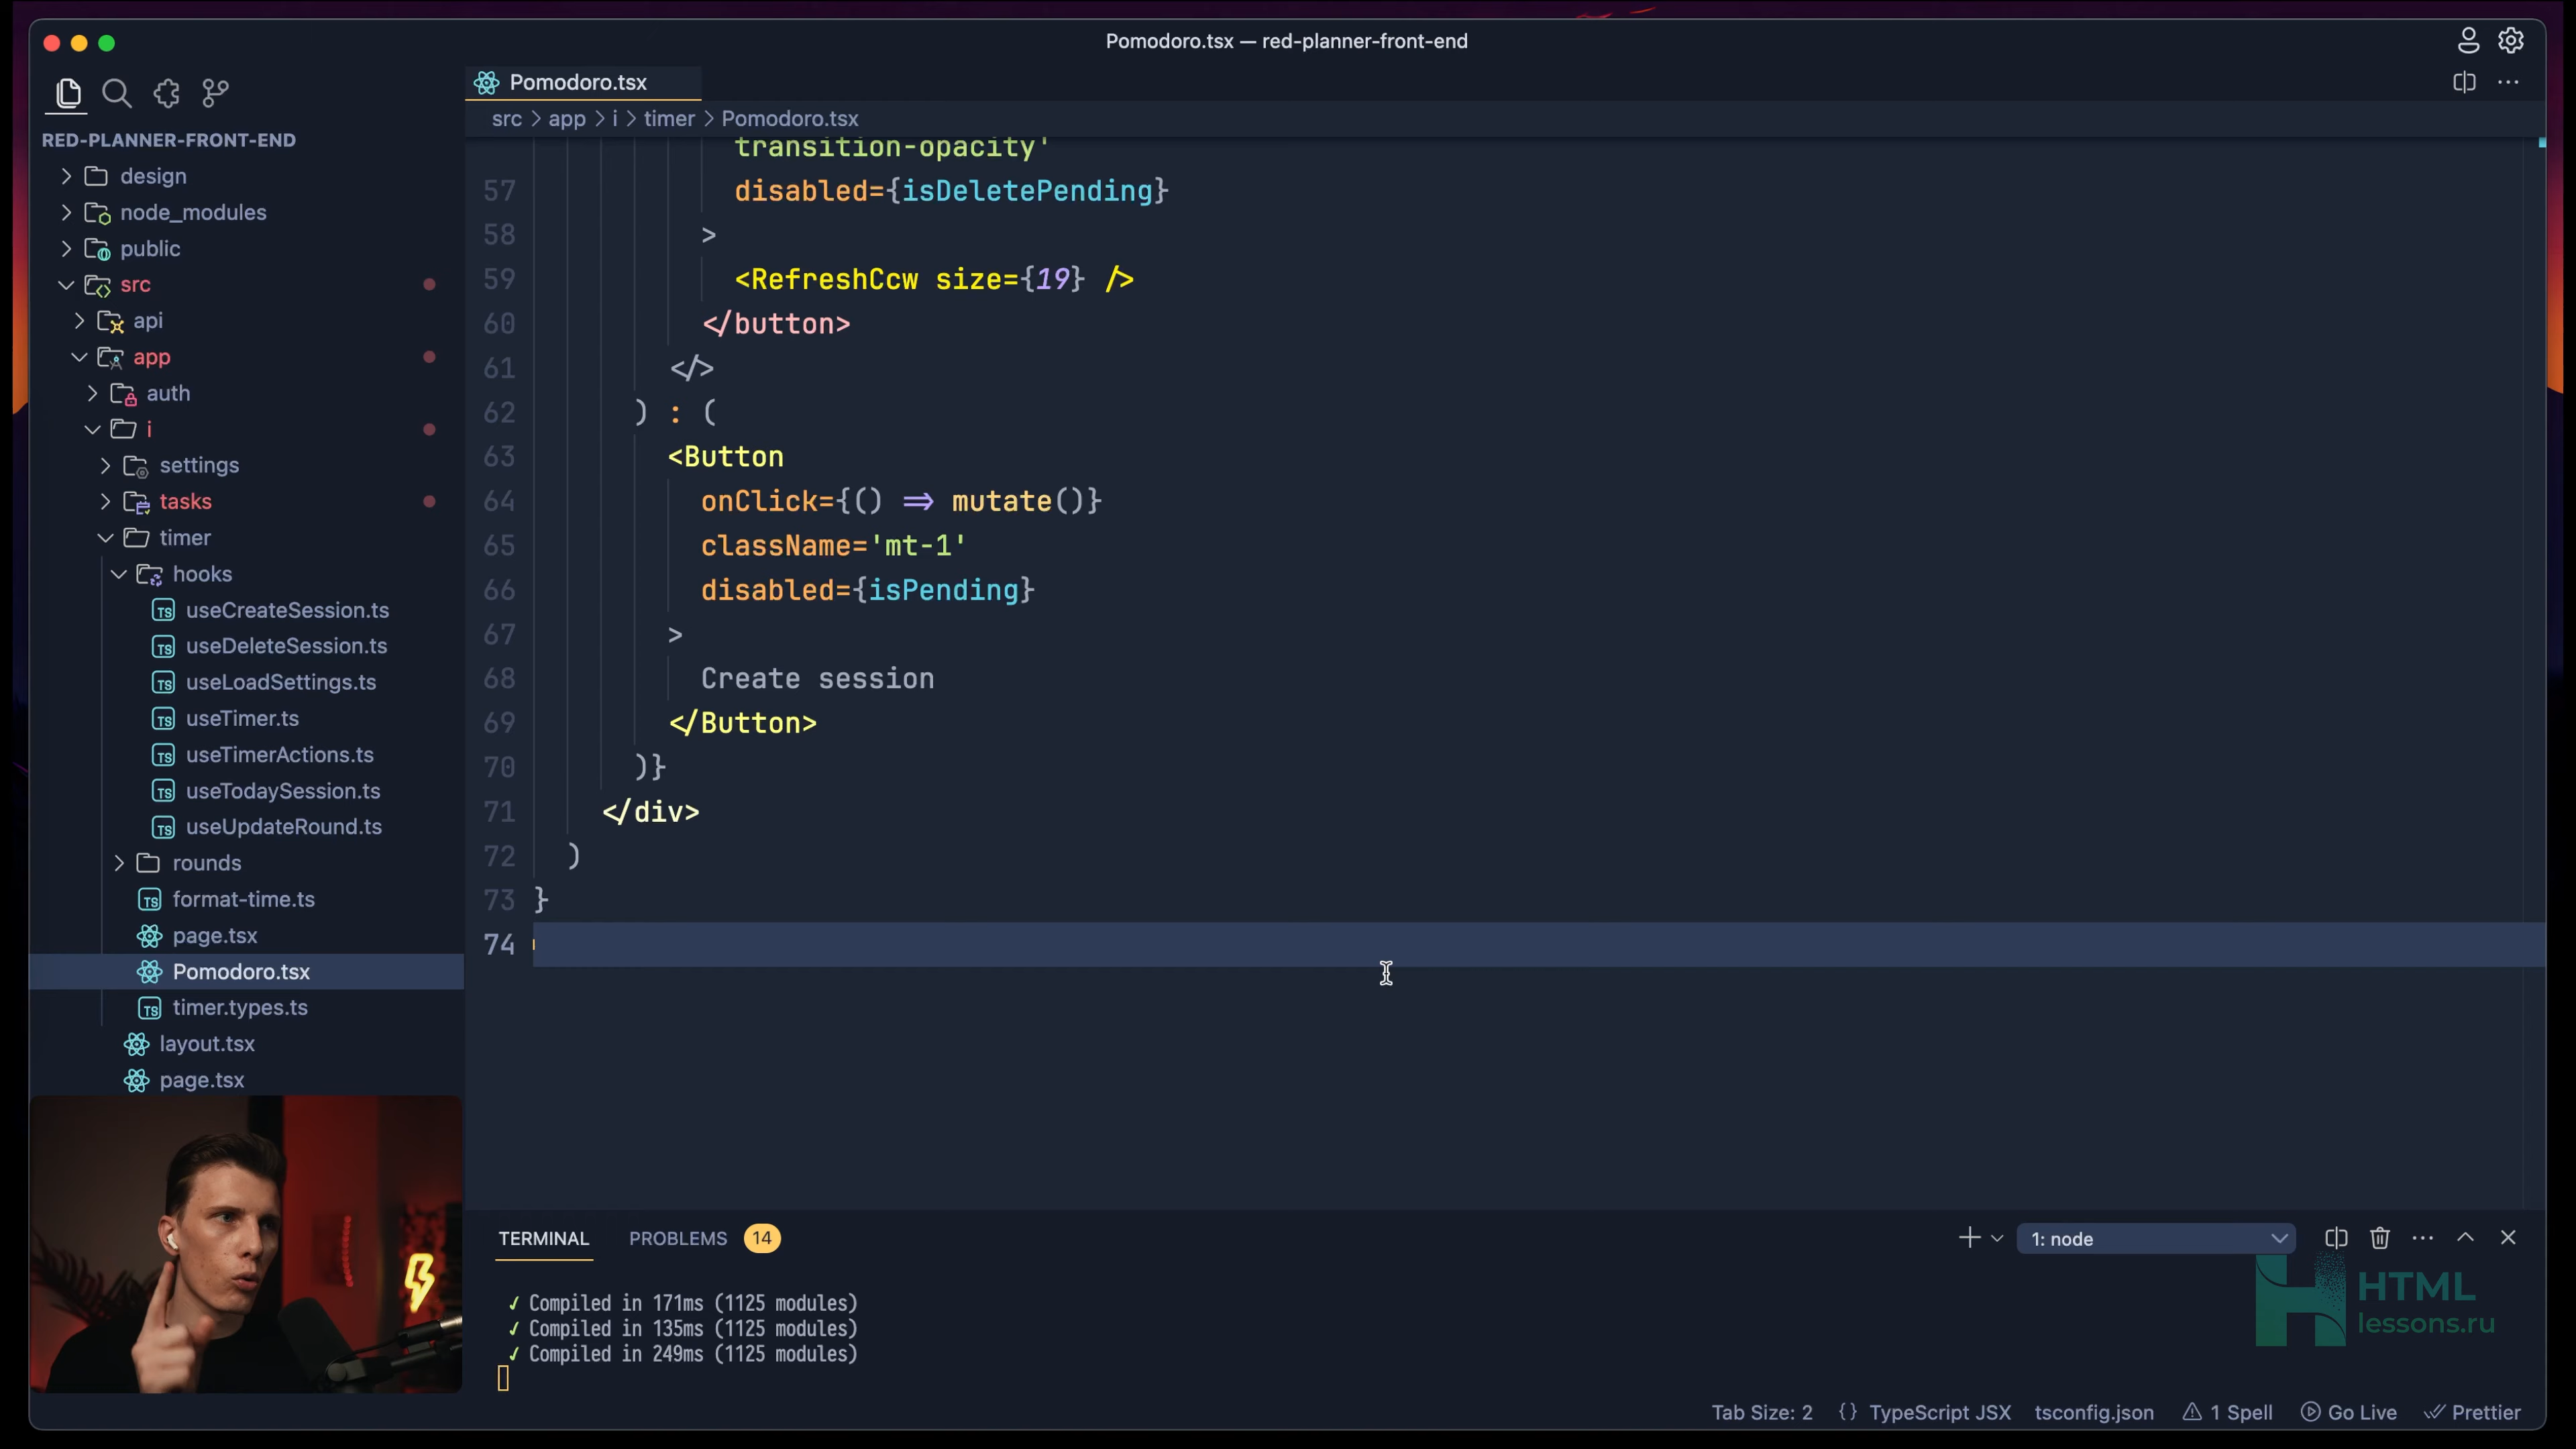 Pomodoro.tsx — red-planner-front-end
Pomodoro.tsx
src > app > i > timer > Pomodoro.tsx
RED-PLANNER-FRONT-END
design
node_modules
public
src
api
app
auth
i
settings
tasks
timer
hooks
useCreateSession.ts
useDeleteSession.ts
useLoadSettings.ts
useTimer.ts
useTimerActions.ts
useTodaySession.ts
useUpdateRound.ts
rounds
format-time.ts
page.tsx
Pomodoro.tsx
timer.types.ts
layout.tsx
page.tsx
transition-opacity'
57 disabled={isDeletePending}
58 >
59 <RefreshCcw size={19} />
60 </button>
61 </>
62 ) : (
63 <Button
64 onClick={() => mutate()}
65 className='mt-1'
66 disabled={isPending}
67 >
68 Create session
69 </Button>
70 )}
71 </div>
72 )
73 }
74
TERMINAL PROBLEMS 14
1: node
✓ Compiled in 171ms (1125 modules)
✓ Compiled in 135ms (1125 modules)
✓ Compiled in 249ms (1125 modules)
HTML
lessons.ru
Tab Size: 2 {} TypeScript JSX tsconfig.json 1 Spell Go Live Prettier